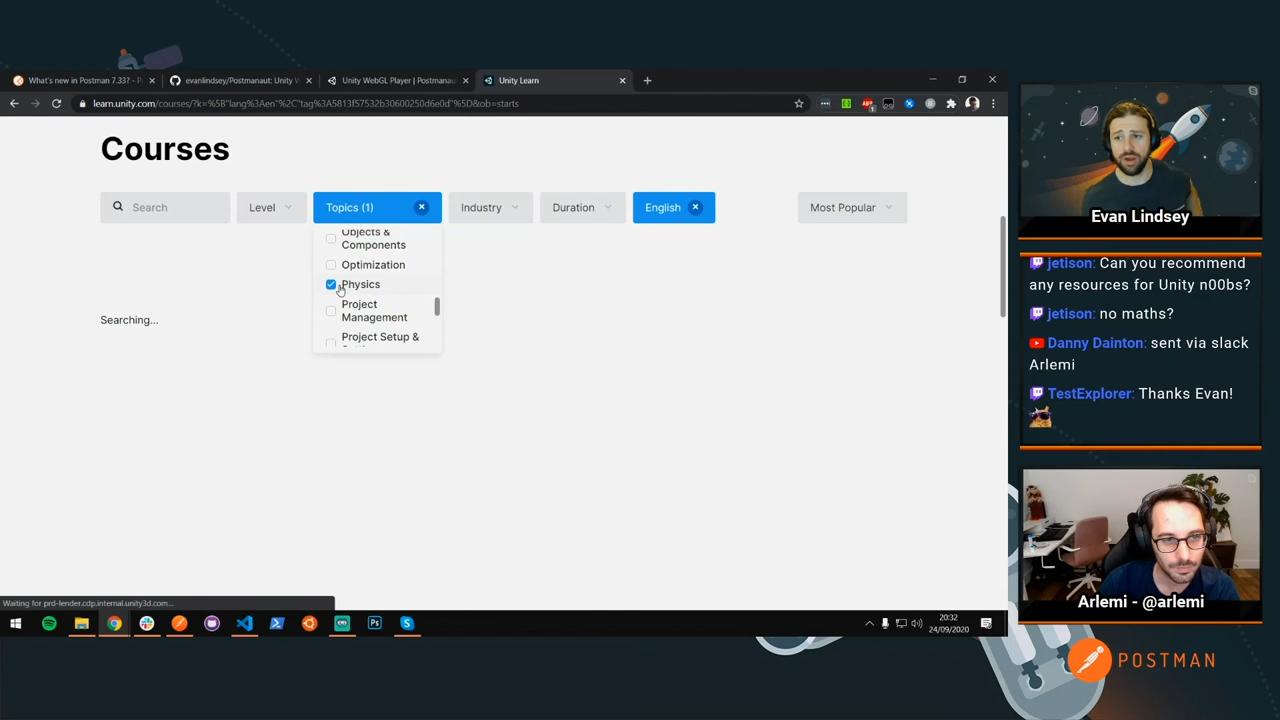 What's new in Postman 7.33? - P
evanlindsey/Postmanaut: Unity W
Unity WebGL Player | Postmanau
Unity Learn
learn.unity.com/courses/?k=%5B"lang%3Aen"%2C"tag%3A5813f57532b30600250d6e0d"%5D&ob=starts
Courses
Search
Level
Topics (1)
Industry
Duration
English
Most Popular
Objects &
Components
Optimization
Physics
Project
Management
Project Setup &
Searching...
Waiting for prd-lender.cdp.internal.unity3d.com...
20:32
24/09/2020
Evan Lindsey
jetison: Can you recommend
any resources for Unity n00bs?
jetison: no maths?
Danny Dainton: sent via slack
Arlemi
TestExplorer: Thanks Evan!
Arlemi - @arlemi
POSTMAN